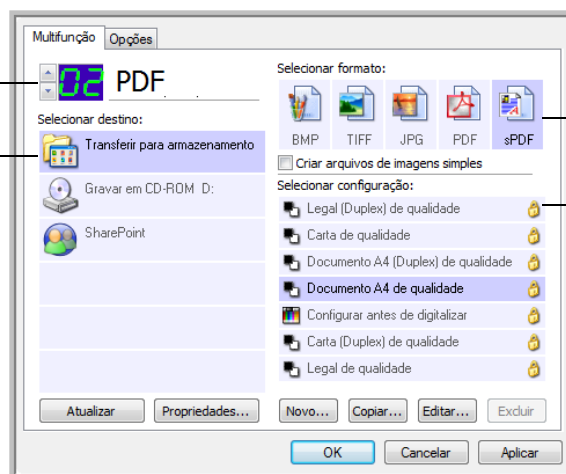 Multifunção Opções
02 PDF
Selecionar destino:
Transferir para armazenamento
Gravar em CD-ROM D:
SharePoint
Atualizar Propriedades...
Selecionar formato:
BMP TIFF JPG PDF sPDF
Criar arquivos de imagens simples
Selecionar configuração:
Legal (Duplex) de qualidade
Carta de qualidade
Documento A4 (Duplex) de qualidade
Documento A4 de qualidade
Configurar antes de digitalizar
Carta (Duplex) de qualidade
Legal de qualidade
Novo... Copiar... Editar... Excluir
OK Cancelar Aplicar